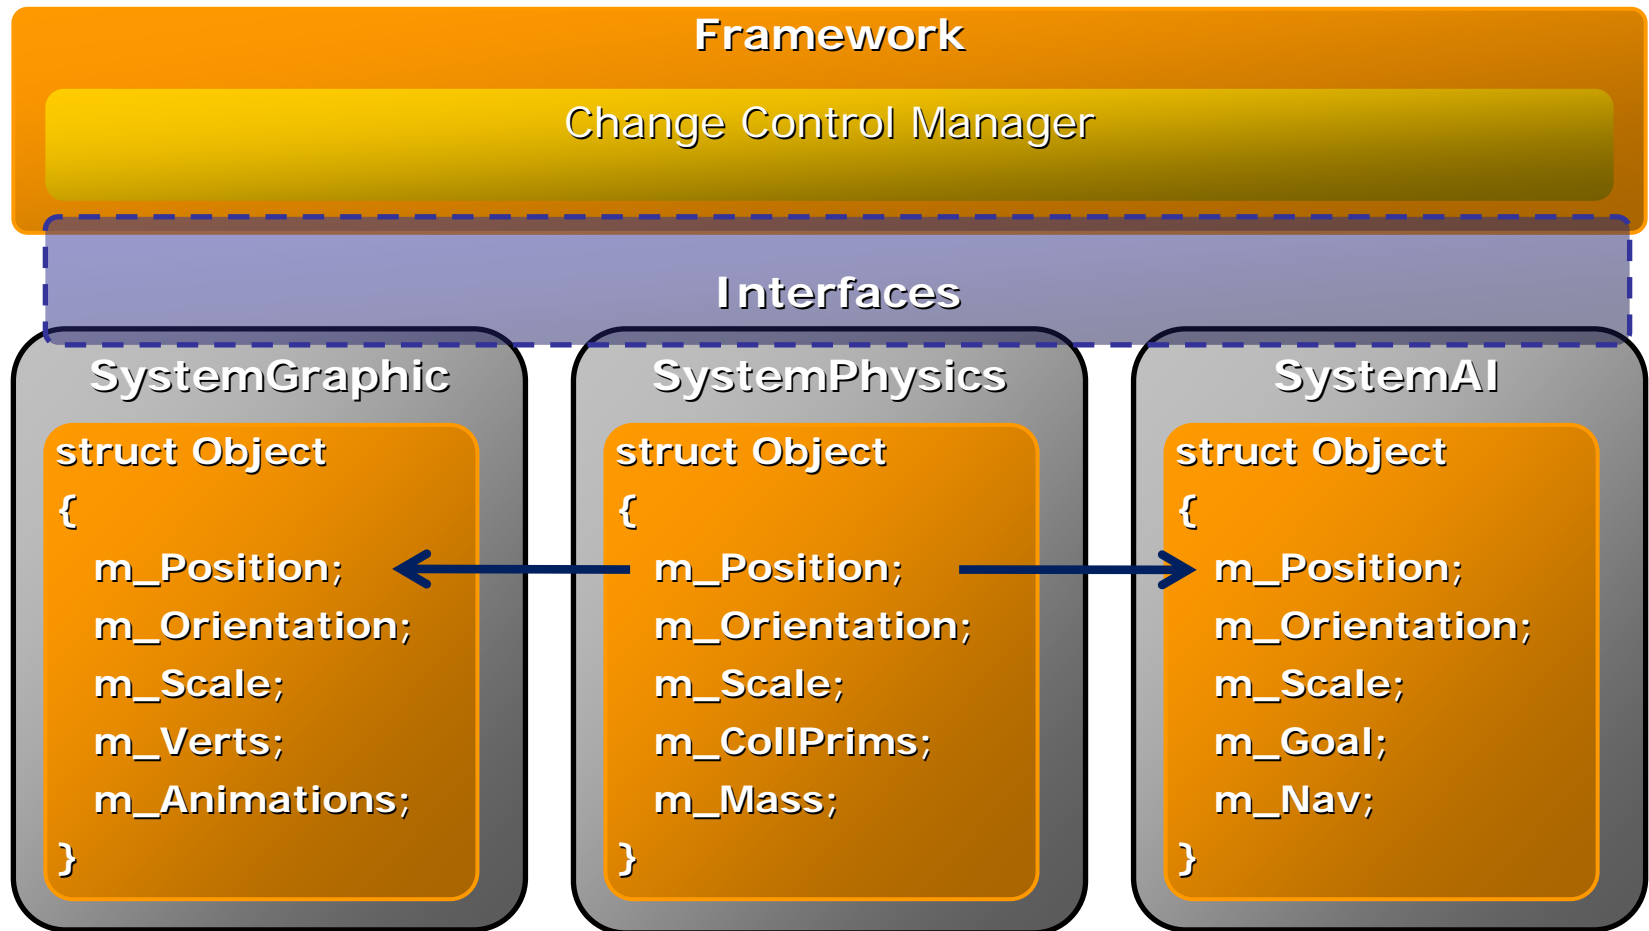 Framework
Change Control Manager
Interfaces
SystemGraphic
struct Object
{
m_Position;
m_Orientation;
m_Scale;
m_Verts;
m_Animations;
}
SystemPhysics
struct Object
{
m_Position;
m_Orientation;
m_Scale;
m_CollPrims;
m_Mass;
}
SystemAI
struct Object
{
m_Position;
m_Orientation;
m_Scale;
m_Goal;
m_Nav;
}